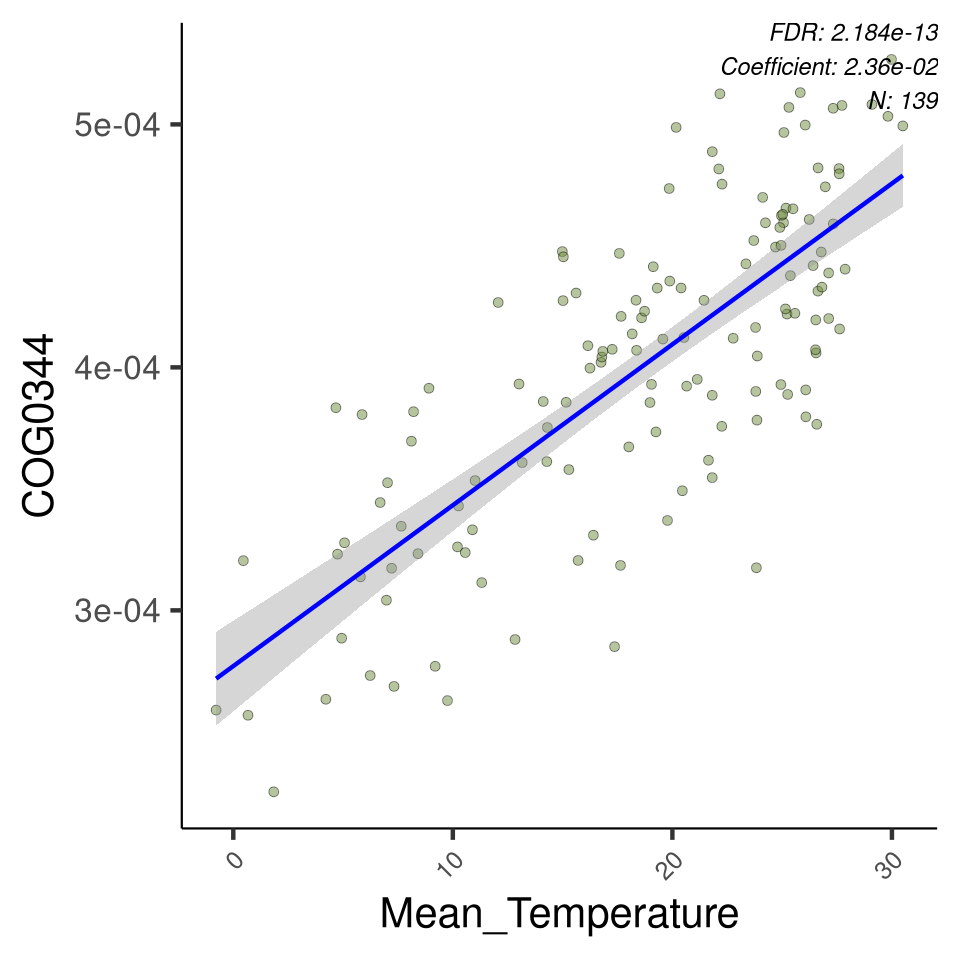 FDR: 2.184e-13
Coefficient: 2.36e-02
N: 139
5e-04
4e-04
3e-04
COG0344
0
10
20
30
Mean_Temperature